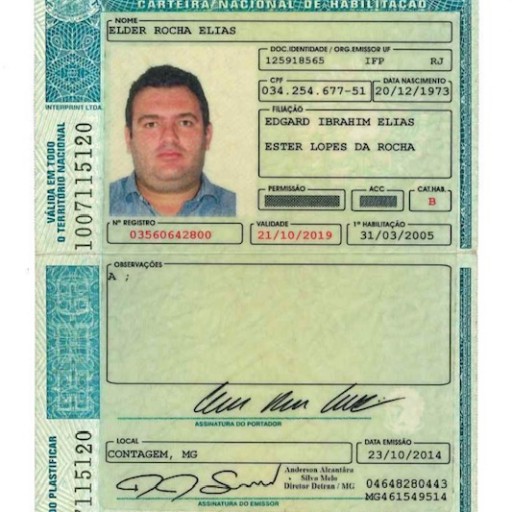 CARTEIRA NACIONAL DE HABILITAÇÃO
NOME
ELDER ROCHA ELIAS
DOC. IDENTIDADE / ORG. EMISSOR UF
125918565 IFP RJ
CPF DATA NASCIMENTO
034.254.677-51 20/12/1973
FILIAÇÃO
EDGARD IBRAHIM ELIAS
ESTER LOPES DA ROCHA
PERMISSÃO ACC CAT.HAB.
B
Nº REGISTRO VALIDADE 1ª HABILITAÇÃO
03560642800 21/10/2019 31/03/2005
INTERPRINT LTDA
VÁLIDA EM TODO
O TERRITÓRIO NACIONAL
1007115120
OBSERVAÇÕES
A ;
ASSINATURA DO PORTADOR
LOCAL DATA EMISSÃO
CONTAGEM, MG 23/10/2014
Anderson Alcantâra
Silva Melo
Diretor Detran / MG
04648280443
MG461549514
ASSINATURA DO EMISSOR
DO PLASTIFICAR
7115120